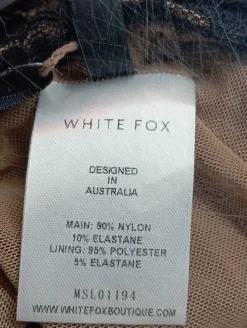 WHITE FOX
DESIGNED
IN
AUSTRALIA
MAIN: 90% NYLON
10% ELASTANE
LINING: 95% POLYESTER
5% ELASTANE
MSL01194
WWW.WHITEFOXBOUTIQUE.COM